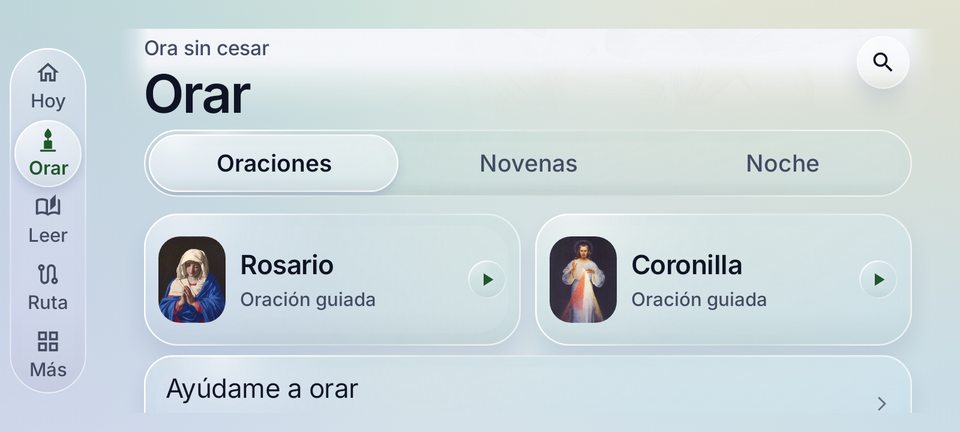 Ora sin cesar
Orar
Hoy
Orar
Leer
Ruta
Más
Oraciones
Novenas
Noche
Rosario
Oración guiada
Coronilla
Oración guiada
Ayúdame a orar